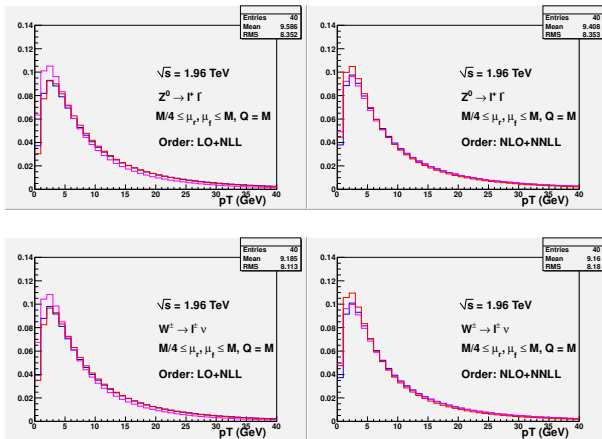 Entries 40
Mean 9.586
RMS 8.352
0.14
0.12
0.1
0.08
0.06
0.04
0.02
0
√s = 1.96 TeV
Z⁰ → l⁺ l⁻
M/4 ≤ μr, μf ≤ M, Q = M
Order: LO+NLL
0 5 10 15 20 25 30 35 40
pT (GeV)
Entries 40
Mean 9.408
RMS 8.353
0.14
0.12
0.1
0.08
0.06
0.04
0.02
0
√s = 1.96 TeV
Z⁰ → l⁺ l⁻
M/4 ≤ μr, μf ≤ M, Q = M
Order: NLO+NNLL
0 5 10 15 20 25 30 35 40
pT (GeV)
Entries 40
Mean 9.185
RMS 8.113
0.14
0.12
0.1
0.08
0.06
0.04
0.02
0
√s = 1.96 TeV
W± → l± ν
M/4 ≤ μr, μf ≤ M, Q = M
Order: LO+NLL
0 5 10 15 20 25 30 35 40
pT (GeV)
Entries 40
Mean 9.16
RMS 8.18
0.14
0.12
0.1
0.08
0.06
0.04
0.02
0
√s = 1.96 TeV
W± → l± ν
M/4 ≤ μr, μf ≤ M, Q = M
Order: NLO+NNLL
0 5 10 15 20 25 30 35 40
pT (GeV)